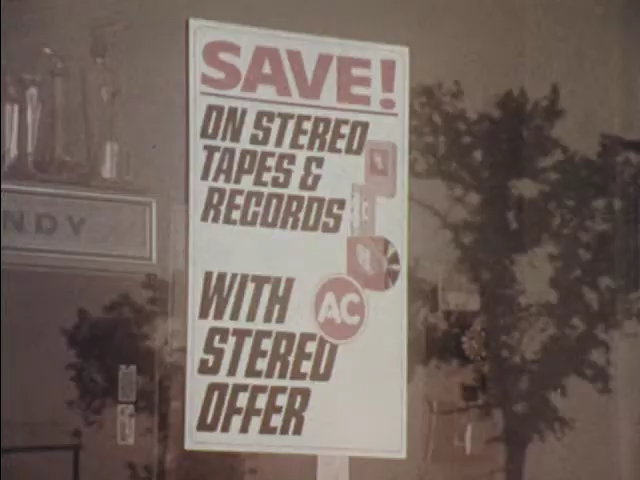 SAVE!
ON STEREO
TAPES &
RECORDS
WITH
AC
STEREO
OFFER
NDY